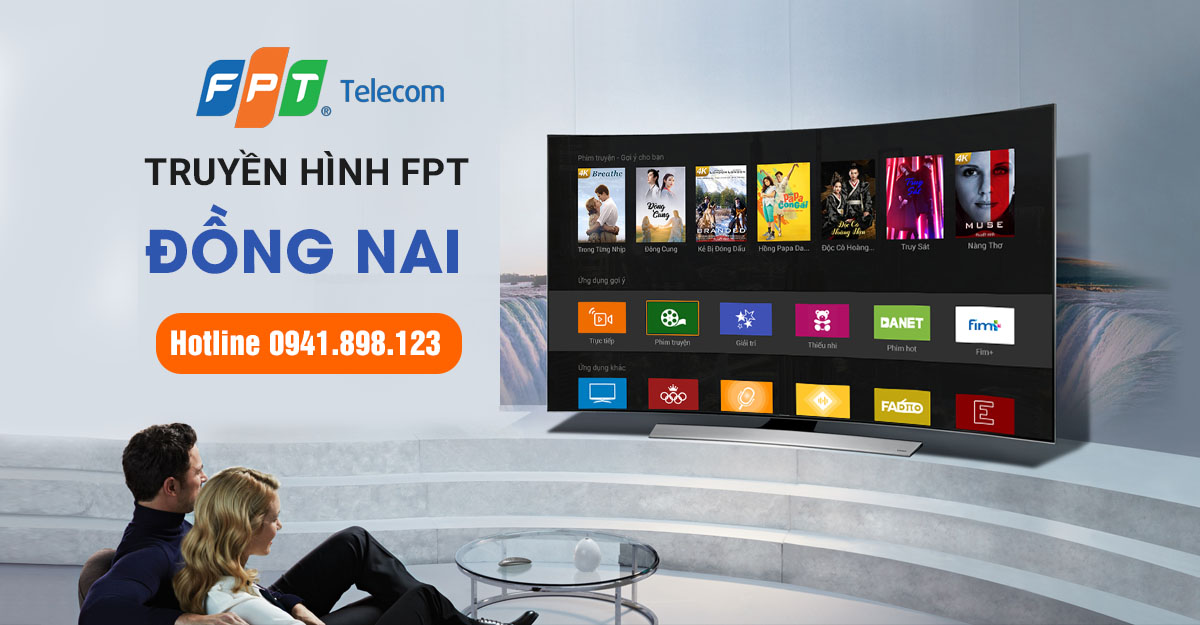 FPT® Telecom
TRUYỀN HÌNH FPT
ĐỒNG NAI
Hotline 0941.898.123
Phim truyện - Gợi ý cho bạn
4K Breathe
Đông Cung
BRANDED
PAPA Con Gái
Độc Cô Hoàng Hậu
4K MUSE
Trong Từng Nhịp
Đông Cung
Kẻ Bị Đóng Dấu
Hồng Papa Da...
Độc Cô Hoàng...
Truy Sát
Nàng Thơ
Ứng dụng gợi ý
DANET
fim+
Trực tiếp
Phim truyện
Giải trí
Thiếu nhi
Phim hot
Fim+
Ứng dụng khác
E